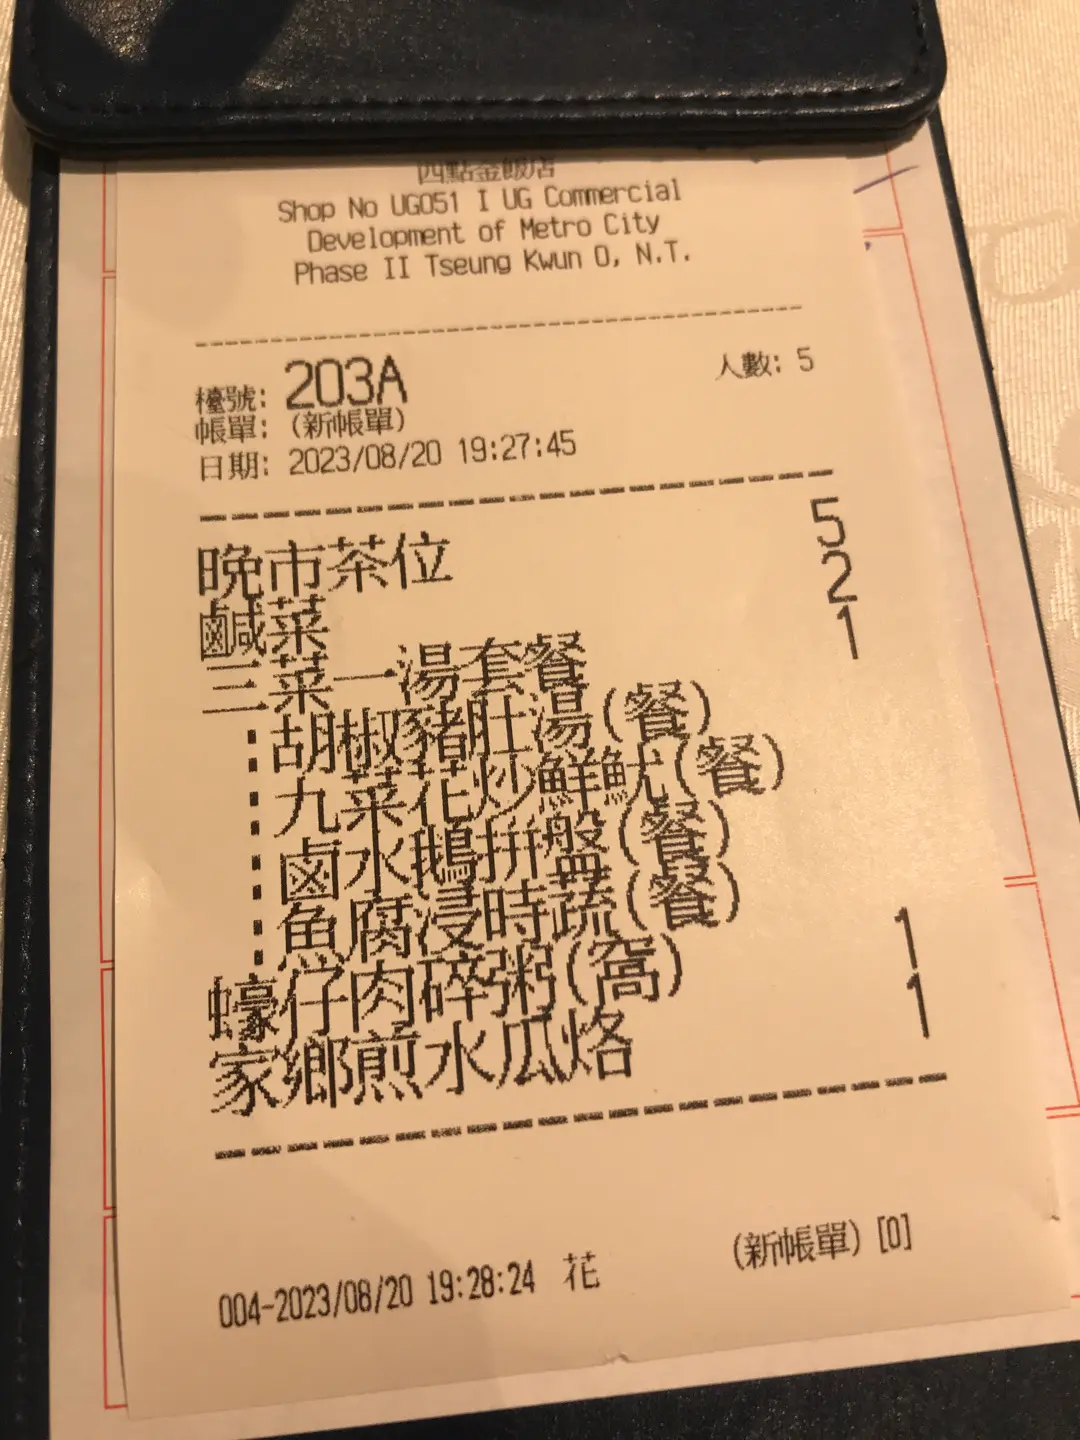 四點金飯店
Shop No UG051 I UG Commercial
Development of Metro City
Phase II Tseung Kwun O, N.T.
檯號: 203A 人數: 5
帳單: (新帳單)
日期: 2023/08/20 19:27:45
晚市茶位 5
鹹菜 2
三菜一湯套餐 1
胡椒豬肚湯(餐)
九菜花炒鮮魷(餐)
鹵水鵝拼盤(餐)
魚腐浸時蔬(餐)
蠔仔肉碎粥(窩) 1
家鄉煎水瓜烙 1
(新帳單) [0]
004-2023/08/20 19:28:24 花